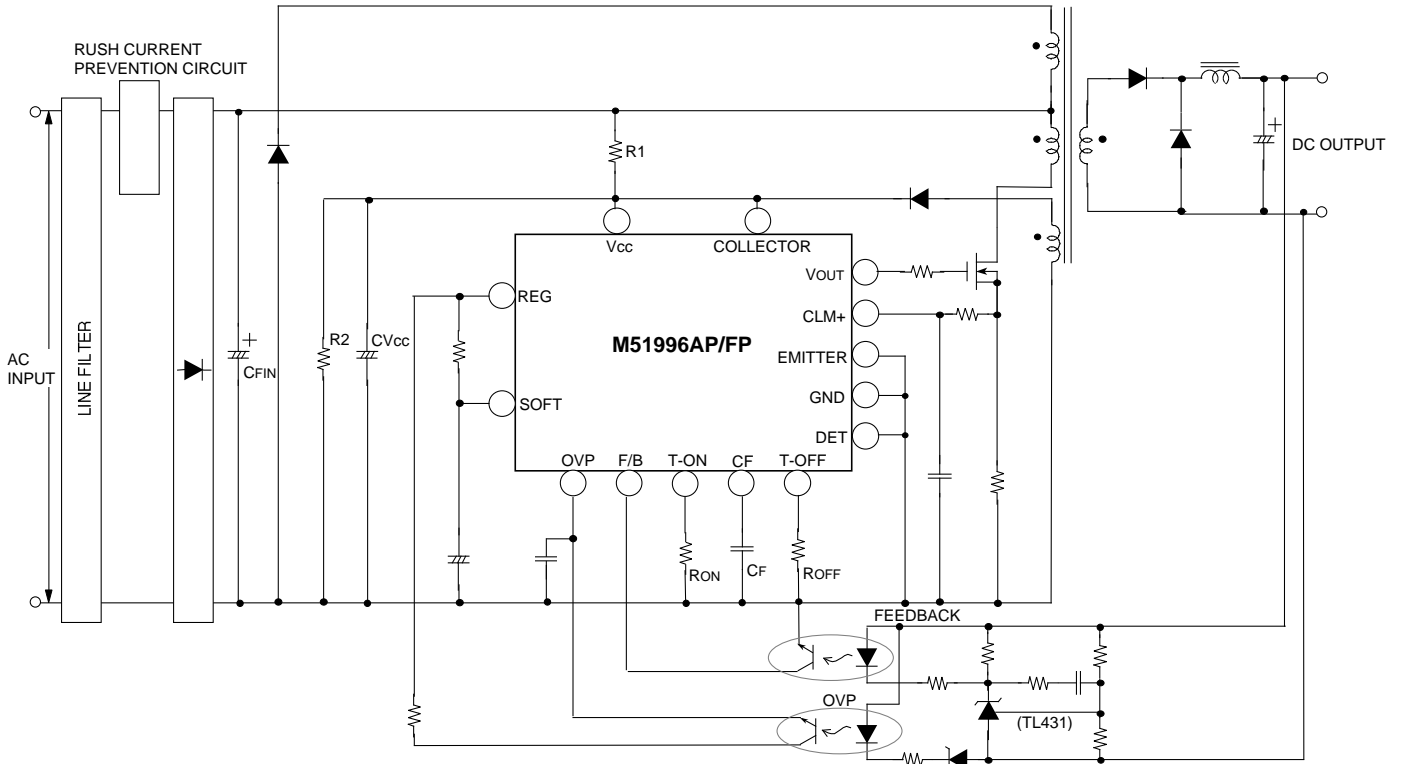 RUSH CURRENT
PREVENTION CIRCUIT
R1
DC OUTPUT
Vcc
COLLECTOR
VOUT
REG
CLM+
R2
CVcc
M51996AP/FP
EMITTER
AC
INPUT
LINE FILTER
+
CFIN
GND
SOFT
DET
OVP
F/B
T-ON
CF
T-OFF
RON
CF
ROFF
FEEDBACK
OVP
(TL431)
+